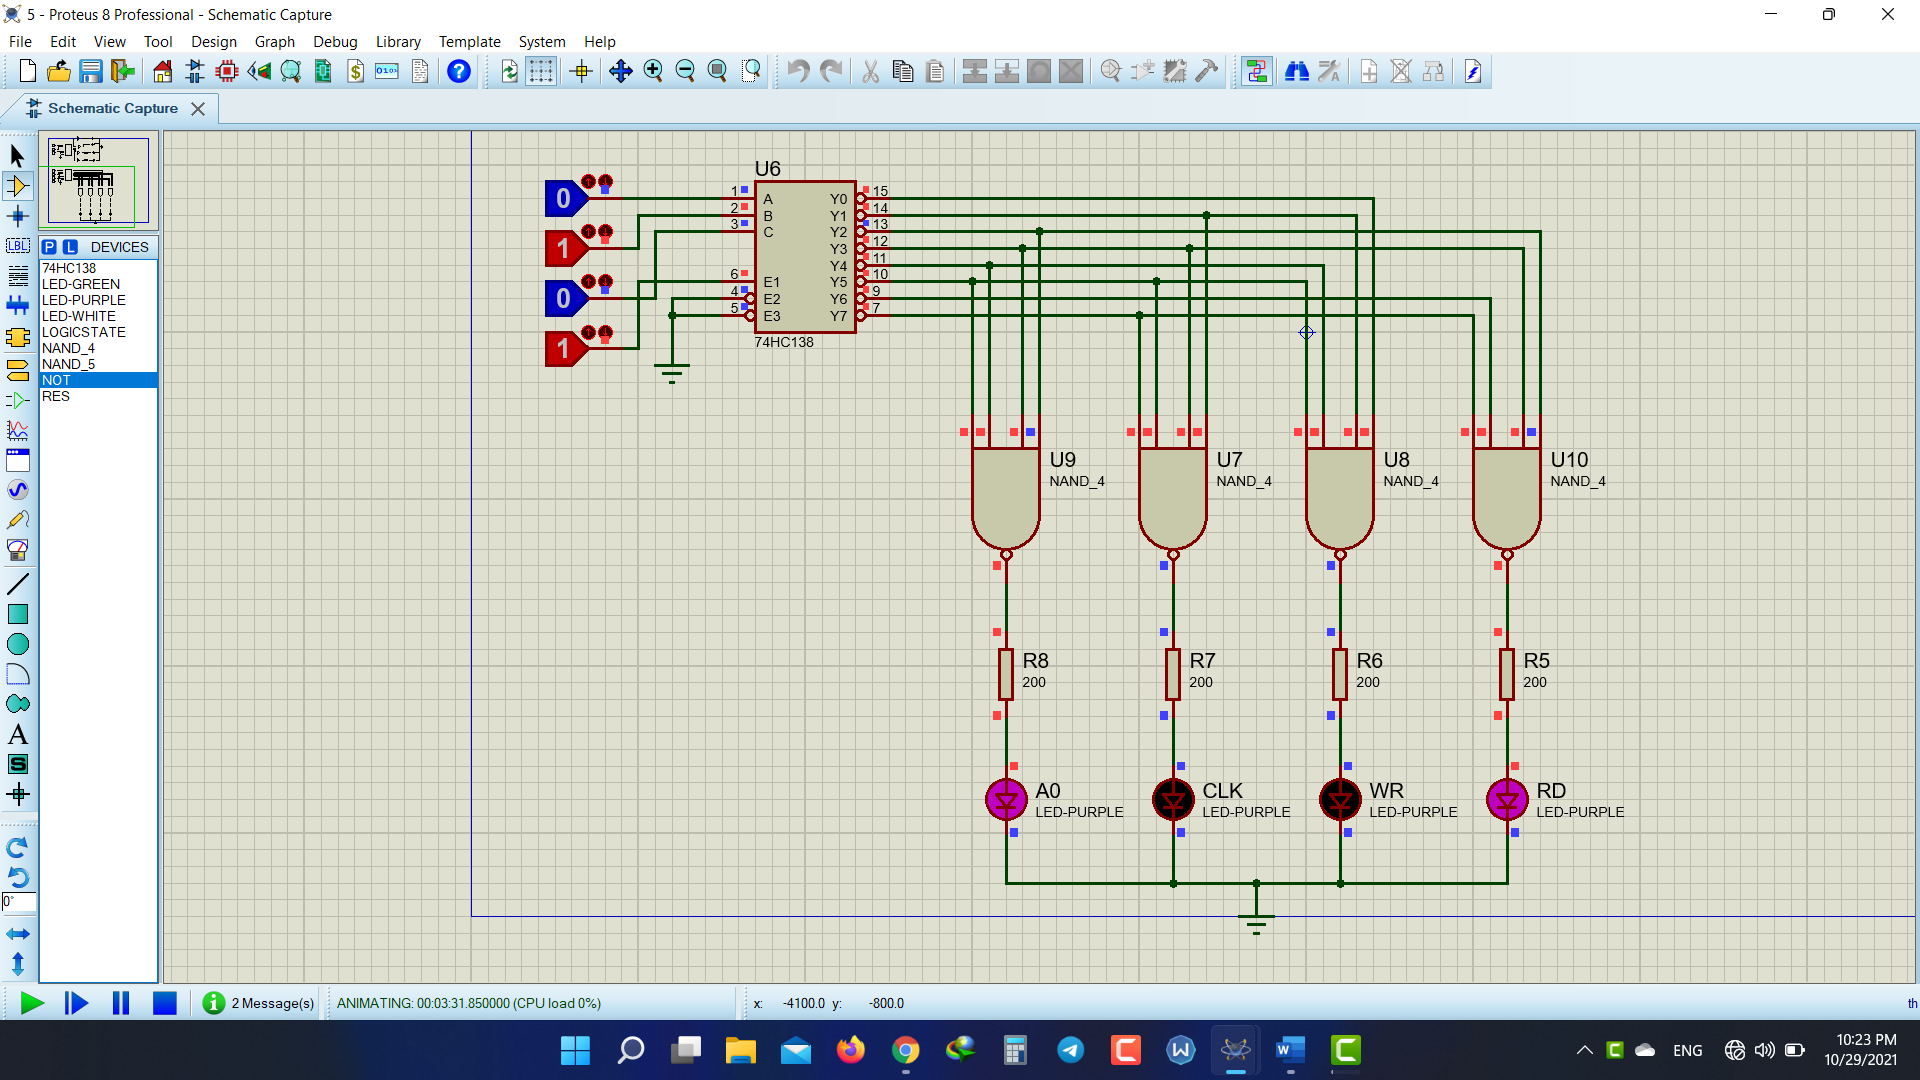 5 - Proteus 8 Professional - Schematic Capture
File Edit View Tool Design Graph Debug Library Template System Help
Schematic Capture
P L DEVICES
74HC138
LED-GREEN
LED-PURPLE
LED-WHITE
LOGICSTATE
NAND_4
NAND_5
NOT
RES
LBL
A
S
0°
U6
0
1
0
1
1 A Y0 15
2 B Y1 14
3 C Y2 13
Y3 12
Y4 11
6 E1 Y5 10
4 E2 Y6 9
5 E3 Y7 7
74HC138
U9 U7 U8 U10
NAND_4 NAND_4 NAND_4 NAND_4
R8 R7 R6 R5
200 200 200 200
A0 CLK WR RD
LED-PURPLE LED-PURPLE LED-PURPLE LED-PURPLE
2 Message(s) ANIMATING: 00:03:31.850000 (CPU load 0%) x: -4100.0 y: -800.0 th
ENG
10:23 PM
10/29/2021